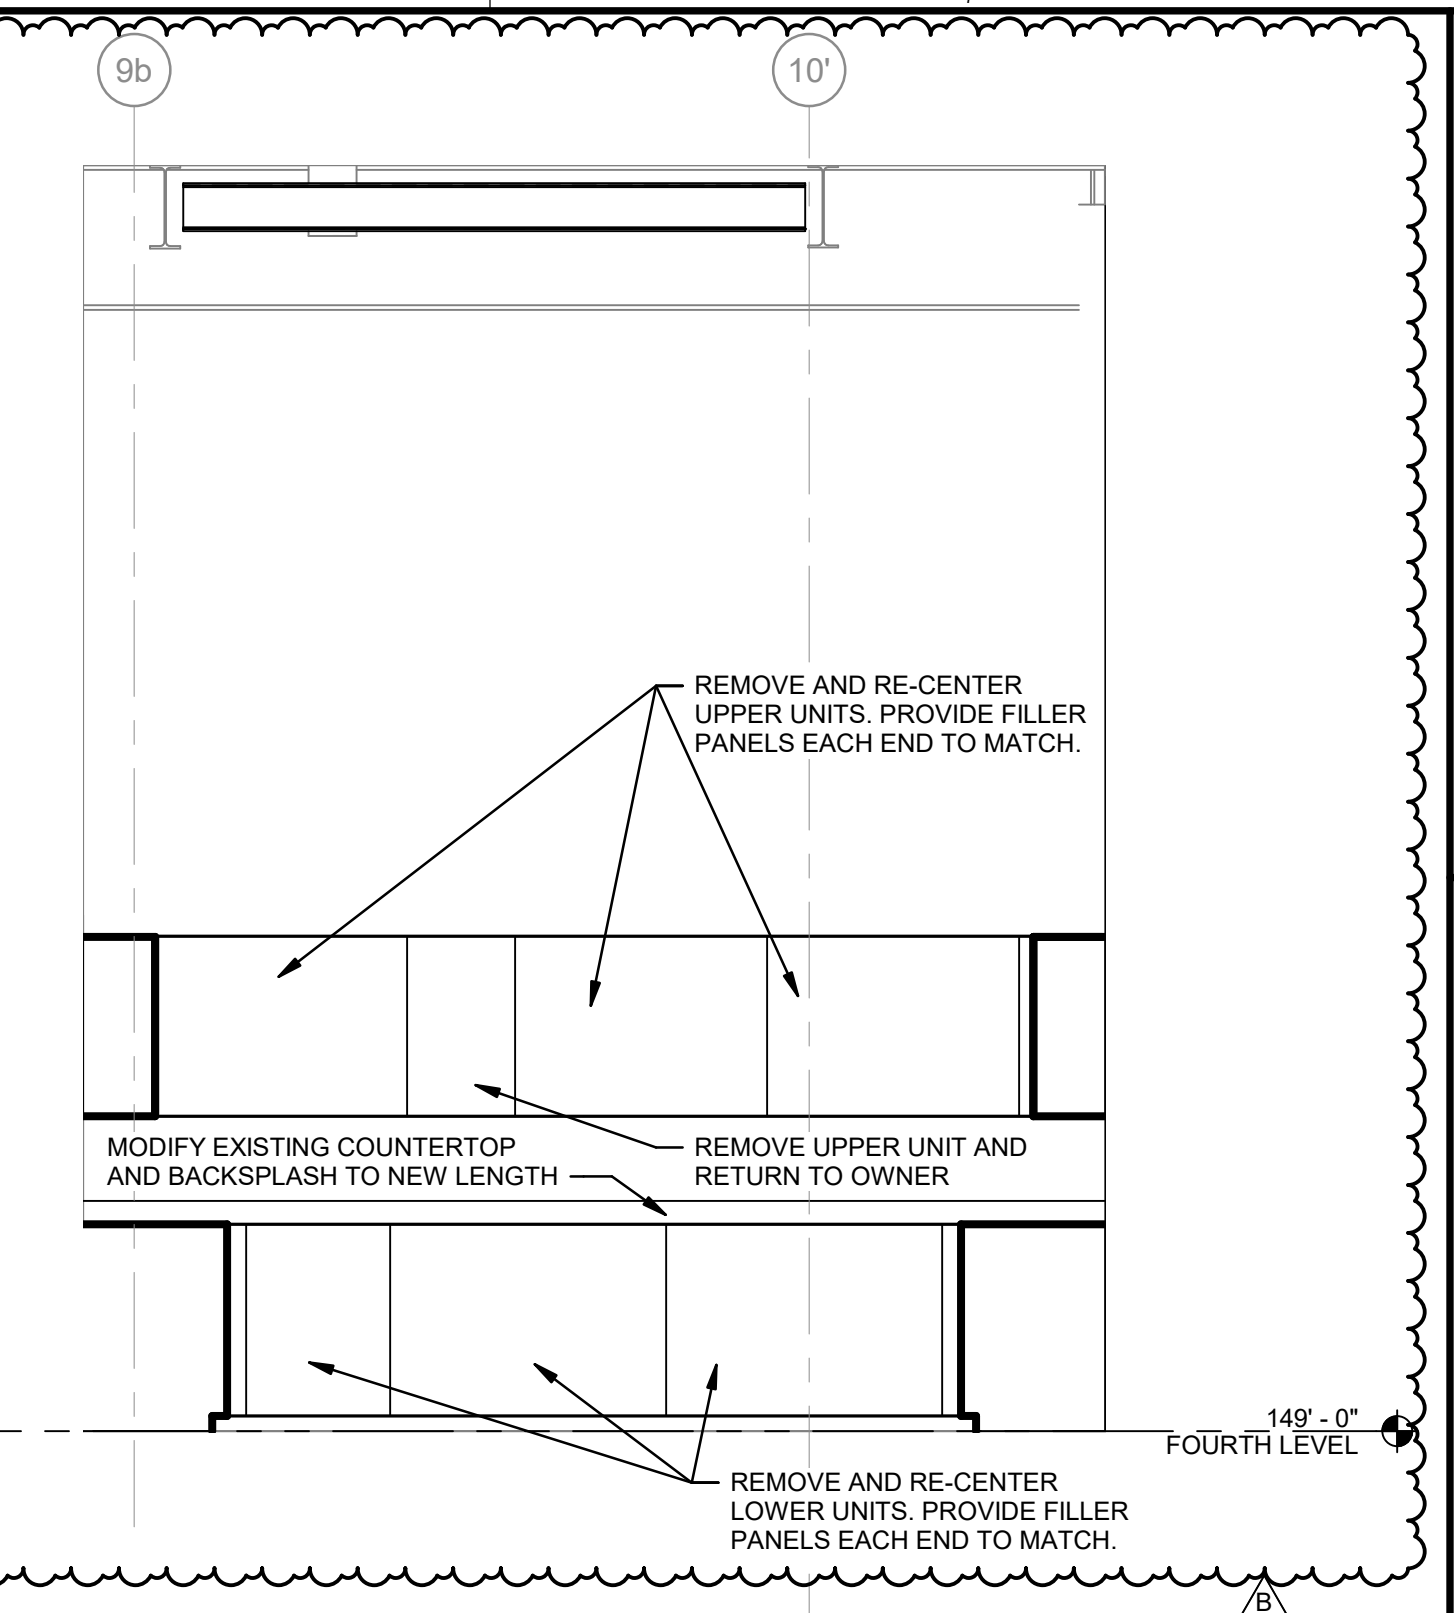 9b
10'
REMOVE AND RE-CENTER
UPPER UNITS. PROVIDE FILLER
PANELS EACH END TO MATCH.
MODIFY EXISTING COUNTERTOP
AND BACKSPLASH TO NEW LENGTH
REMOVE UPPER UNIT AND
RETURN TO OWNER
149' - 0"
FOURTH LEVEL
REMOVE AND RE-CENTER
LOWER UNITS. PROVIDE FILLER
PANELS EACH END TO MATCH.
B